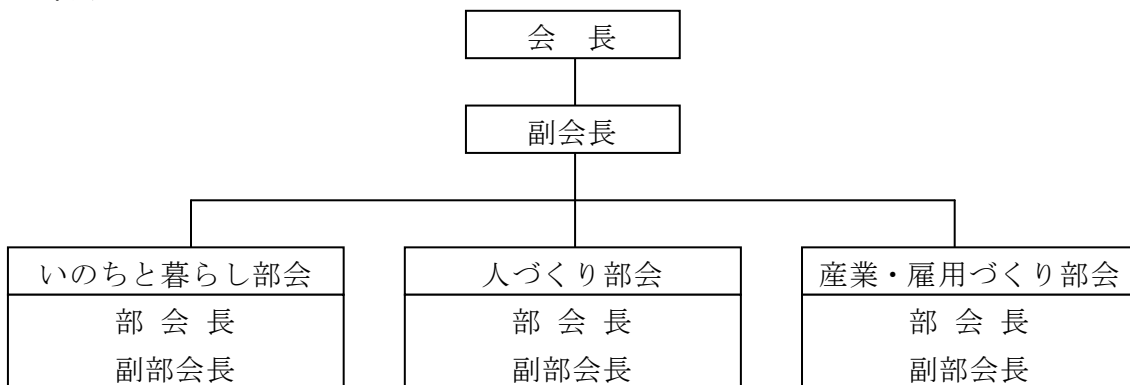 会　長
副会長
いのちと暮らし部会
部 会 長
副部会長
人づくり部会
部 会 長
副部会長
産業・雇用づくり部会
部 会 長
副部会長